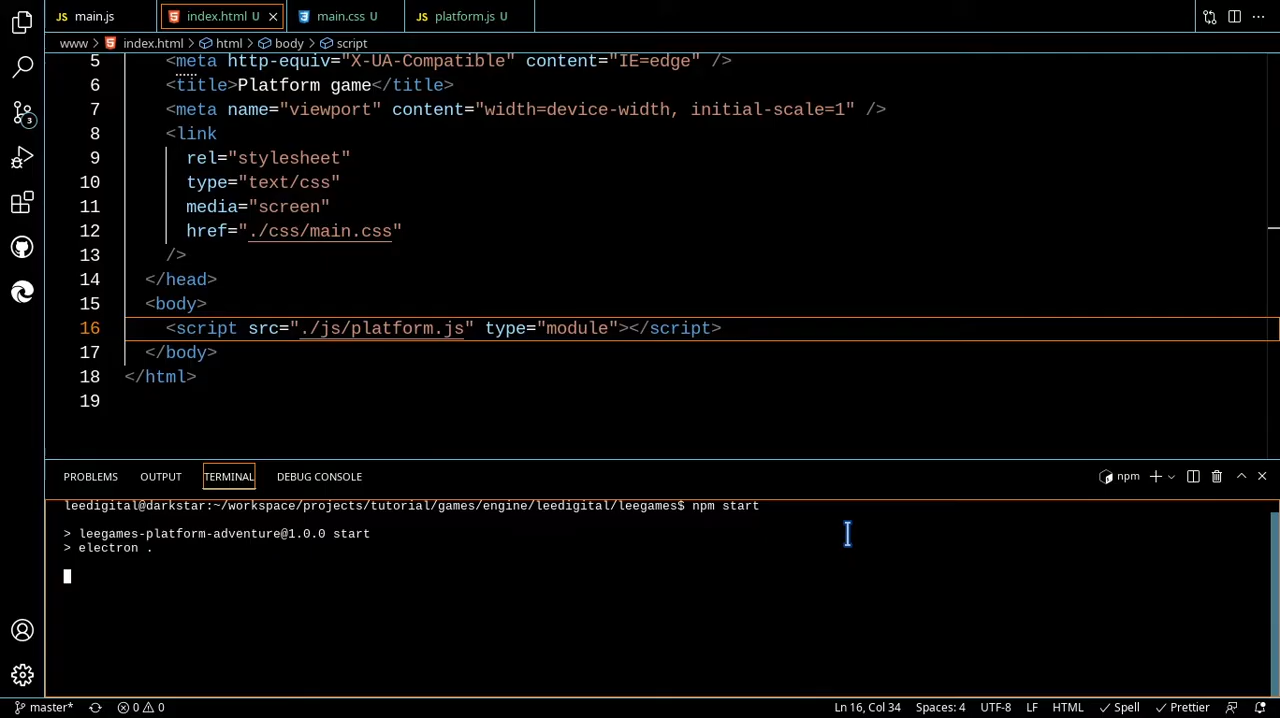 main.js
index.html U
main.css U
platform.js U
www > index.html > html > body > script
5 <meta http-equiv="X-UA-Compatible" content="IE=edge" />
6 <title>Platform game</title>
7 <meta name="viewport" content="width=device-width, initial-scale=1" />
8 <link
9 rel="stylesheet"
10 type="text/css"
11 media="screen"
12 href="./css/main.css"
13 />
14 </head>
15 <body>
16 <script src="./js/platform.js" type="module"></script>
17 </body>
18 </html>
19
3
PROBLEMS OUTPUT TERMINAL DEBUG CONSOLE
npm
leedigital@darkstar:~/workspace/projects/tutorial/games/engine/leedigital/leegames$ npm start
> leegames-platform-adventure@1.0.0 start
> electron .
master* 0 0 Ln 16, Col 34 Spaces: 4 UTF-8 LF HTML Spell Prettier